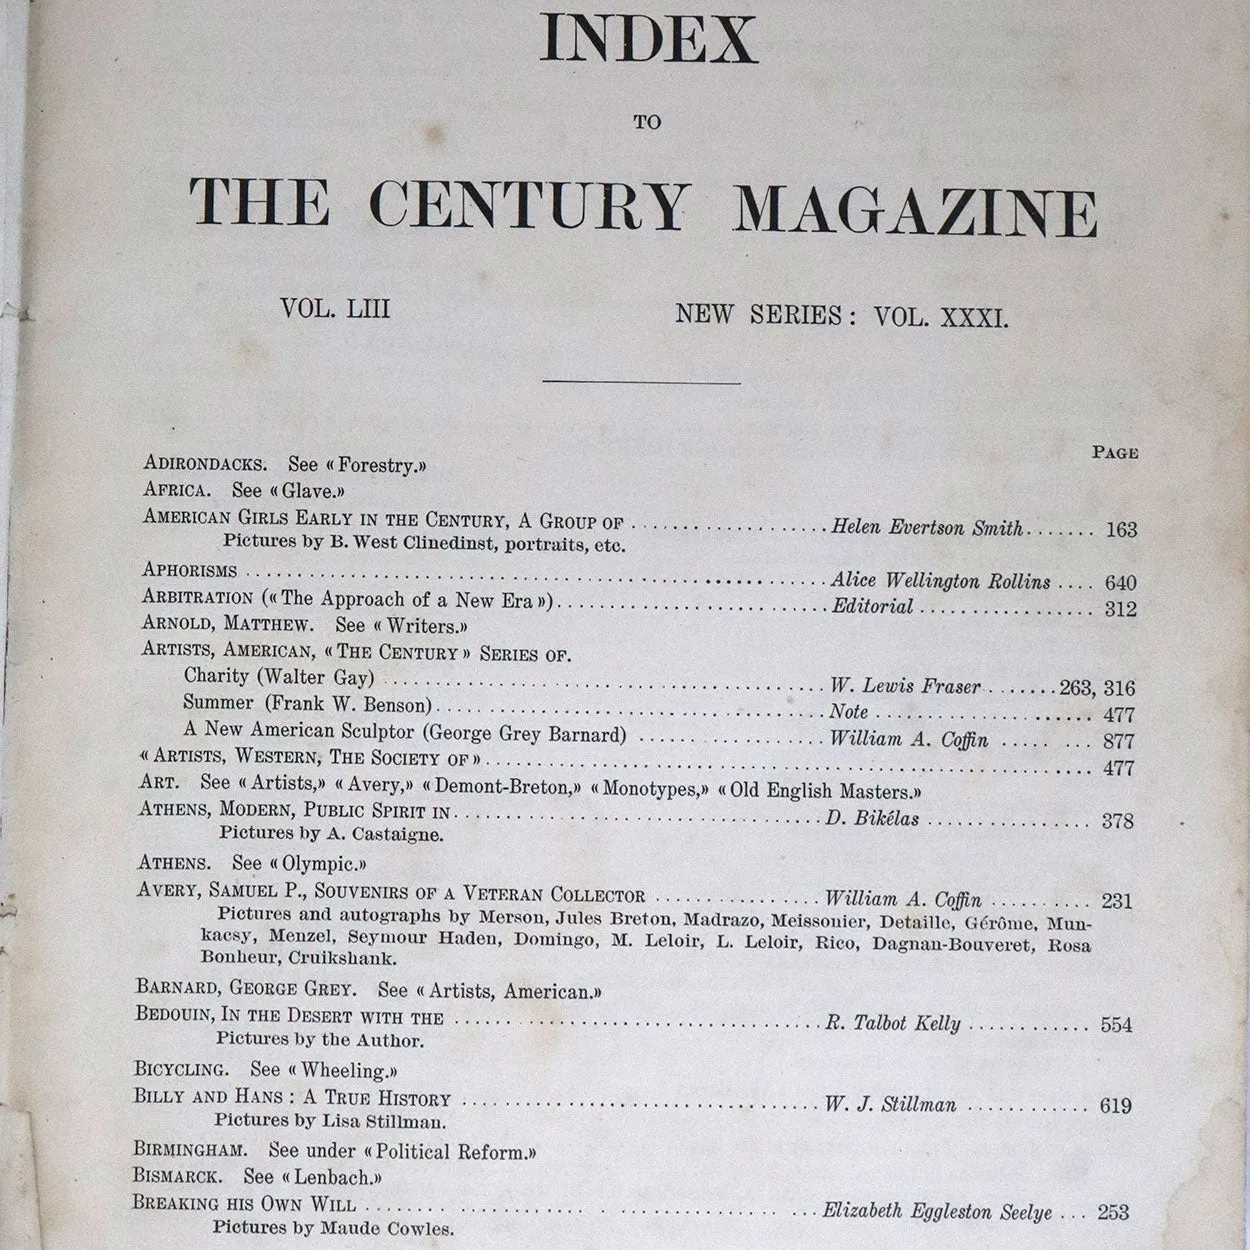 INDEX
TO
THE CENTURY MAGAZINE
VOL. LIII NEW SERIES: VOL. XXXI.
PAGE
ADIRONDACKS. See «Forestry.»
AFRICA. See «Glave.»
AMERICAN GIRLS EARLY IN THE CENTURY, A GROUP OF . . . . . . . . . . . . . . . . . Helen Evertson Smith. . . . . . . 163
Pictures by B. West Clinedinst, portraits, etc.
APHORISMS . . . . . . . . . . . . . . . . . . . . . . . . . . . . . . . . . . . . . . . . . . . . . Alice Wellington Rollins . . . . 640
ARBITRATION («The Approach of a New Era»). . . . . . . . . . . . . . . . . . . . . . . Editorial . . . . . . . . . . . . . . . . . 312
ARNOLD, MATTHEW. See «Writers.»
ARTISTS, AMERICAN, «THE CENTURY» SERIES OF.
Charity (Walter Gay) . . . . . . . . . . . . . . . . . . . . . . . . . . . . . . . . . . . . W. Lewis Fraser . . . . . . . 263, 316
Summer (Frank W. Benson). . . . . . . . . . . . . . . . . . . . . . . . . . . . . . . . Note . . . . . . . . . . . . . . . . . . . 477
A New American Sculptor (George Grey Barnard) . . . . . . . . . . . . . . . William A. Coffin . . . . . . . . 877
«ARTISTS, WESTERN, THE SOCIETY OF». . . . . . . . . . . . . . . . . . . . . . . . . . . . . . . . . . . . . . . . . . . . . . . . 477
ART. See «Artists,» «Avery,» «Demont-Breton,» «Monotypes,» «Old English Masters.»
ATHENS, MODERN, PUBLIC SPIRIT IN. . . . . . . . . . . . . . . . . . . . . . . . . . . . . D. Bikélas . . . . . . . . . . . . . . . . 378
Pictures by A. Castaigne.
ATHENS. See «Olympic.»
AVERY, SAMUEL P., SOUVENIRS OF A VETERAN COLLECTOR . . . . . . . . . . . . . William A. Coffin . . . . . . . . . . 231
Pictures and autographs by Merson, Jules Breton, Madrazo, Meissonier, Detaille, Gérôme, Mun-
kacsy, Menzel, Seymour Haden, Domingo, M. Leloir, L. Leloir, Rico, Dagnan-Bouveret, Rosa
Bonheur, Cruikshank.
BARNARD, GEORGE GREY. See «Artists, American.»
BEDOUIN, IN THE DESERT WITH THE . . . . . . . . . . . . . . . . . . . . . . . . . . . . . R. Talbot Kelly . . . . . . . . . . . . 554
Pictures by the Author.
BICYCLING. See «Wheeling.»
BILLY AND HANS: A TRUE HISTORY . . . . . . . . . . . . . . . . . . . . . . . . . . . . W. J. Stillman . . . . . . . . . . . . 619
Pictures by Lisa Stillman.
BIRMINGHAM. See under «Political Reform.»
BISMARCK. See «Lenbach.»
BREAKING HIS OWN WILL . . . . . . . . . . . . . . . . . . . . . . . . . . . . . . . . . . . . Elizabeth Eggleston Seelye . . . 253
Pictures by Maude Cowles.